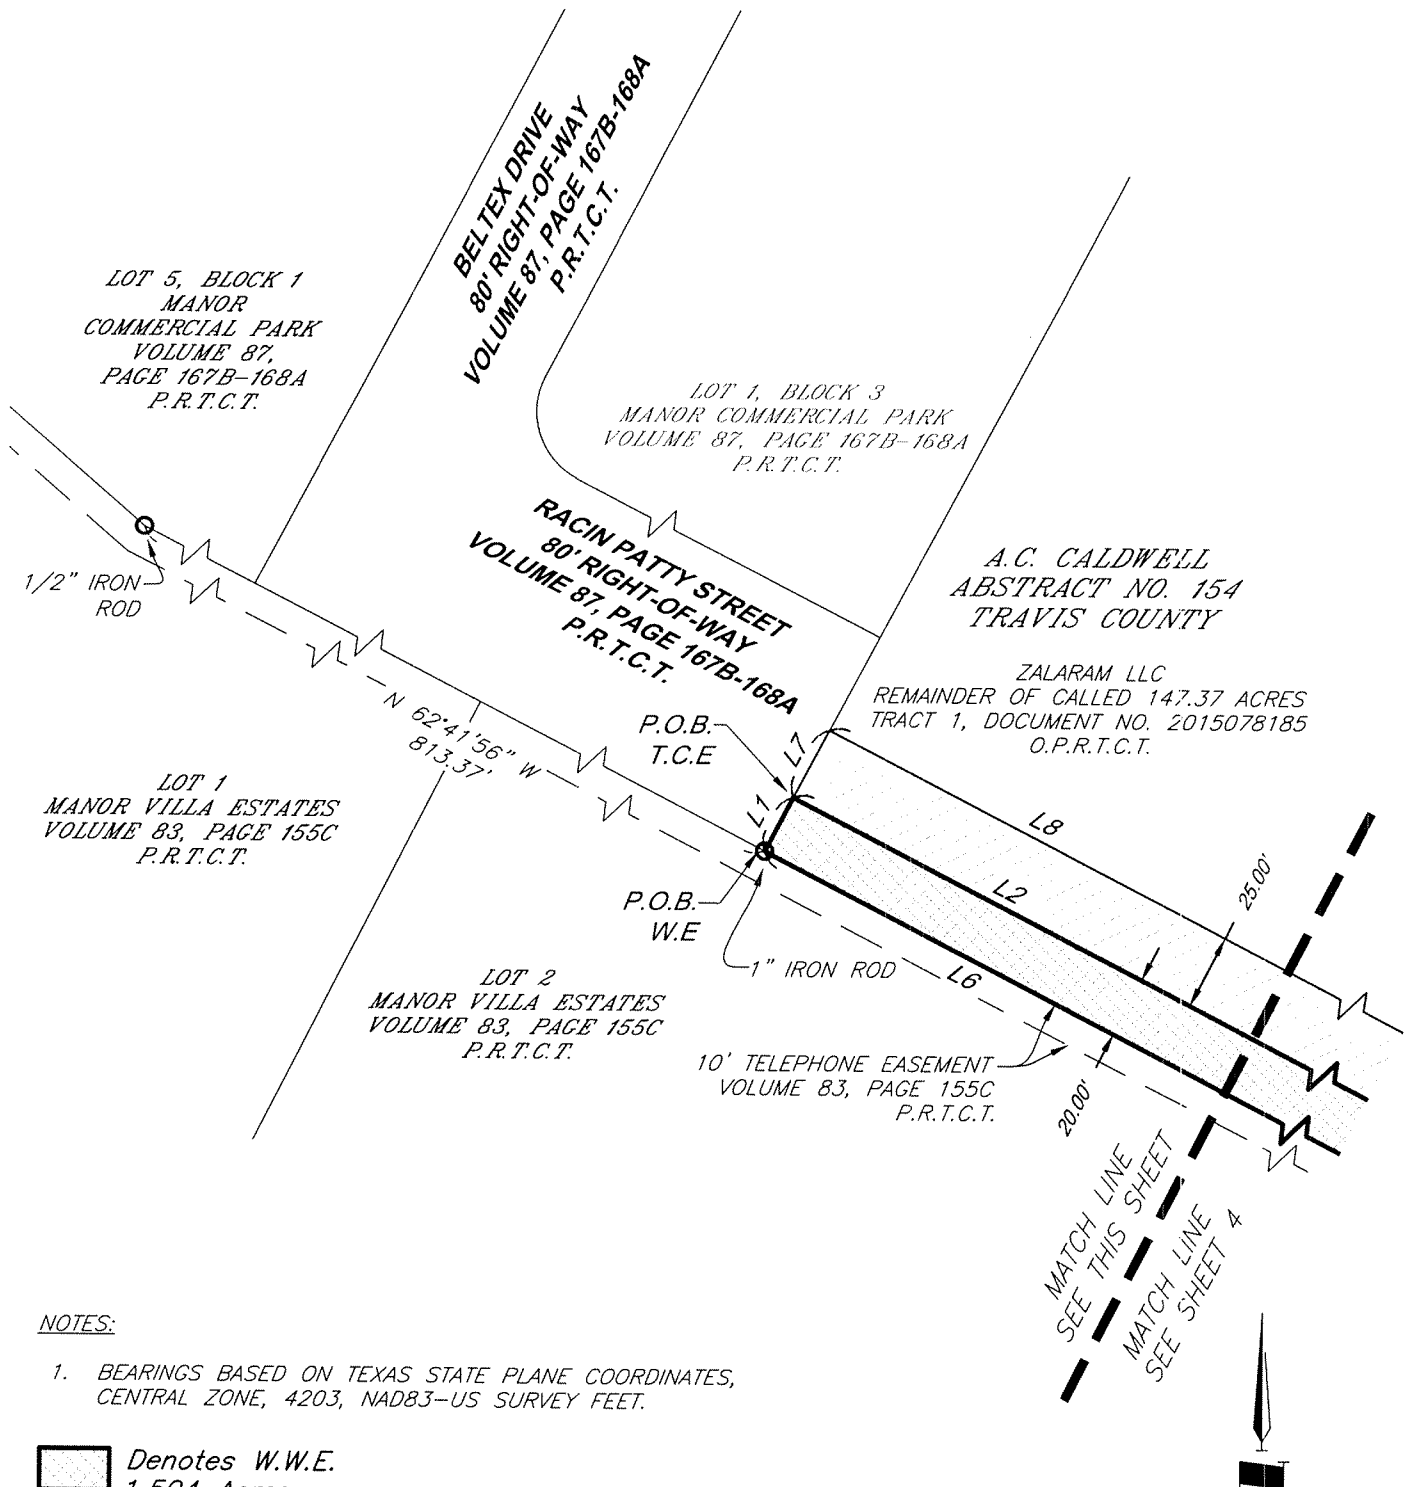 BELTEX DRIVE
80' RIGHT-OF-WAY
VOLUME 87, PAGE 167B-168A
P.R.T.C.T.
LOT 5, BLOCK 1
MANOR
COMMERCIAL PARK
VOLUME 87,
PAGE 167B-168A
P.R.T.C.T.
LOT 1, BLOCK 3
MANOR COMMERCIAL PARK
VOLUME 87, PAGE 167B-168A
P.R.T.C.T.
RACIN PATTY STREET
80' RIGHT-OF-WAY
VOLUME 87, PAGE 167B-168A
P.R.T.C.T.
1/2" IRON
ROD
A.C. CALDWELL
ABSTRACT NO. 154
TRAVIS COUNTY
ZALARAM LLC
REMAINDER OF CALLED 147.37 ACRES
TRACT 1, DOCUMENT NO. 2015078185
O.P.R.T.C.T.
N 62°41'56" W
813.37'
P.O.B.
T.C.E
L7
L1
LOT 1
MANOR VILLA ESTATES
VOLUME 83, PAGE 155C
P.R.T.C.T.
L8
L2
25.00'
P.O.B.
W.E
1" IRON ROD
L6
LOT 2
MANOR VILLA ESTATES
VOLUME 83, PAGE 155C
P.R.T.C.T.
10' TELEPHONE EASEMENT
VOLUME 83, PAGE 155C
P.R.T.C.T.
20.00'
MATCH LINE
SEE THIS SHEET
MATCH LINE
SEE SHEET 4
NOTES:
1. BEARINGS BASED ON TEXAS STATE PLANE COORDINATES,
CENTRAL ZONE, 4203, NAD83-US SURVEY FEET.
Denotes W.W.E.